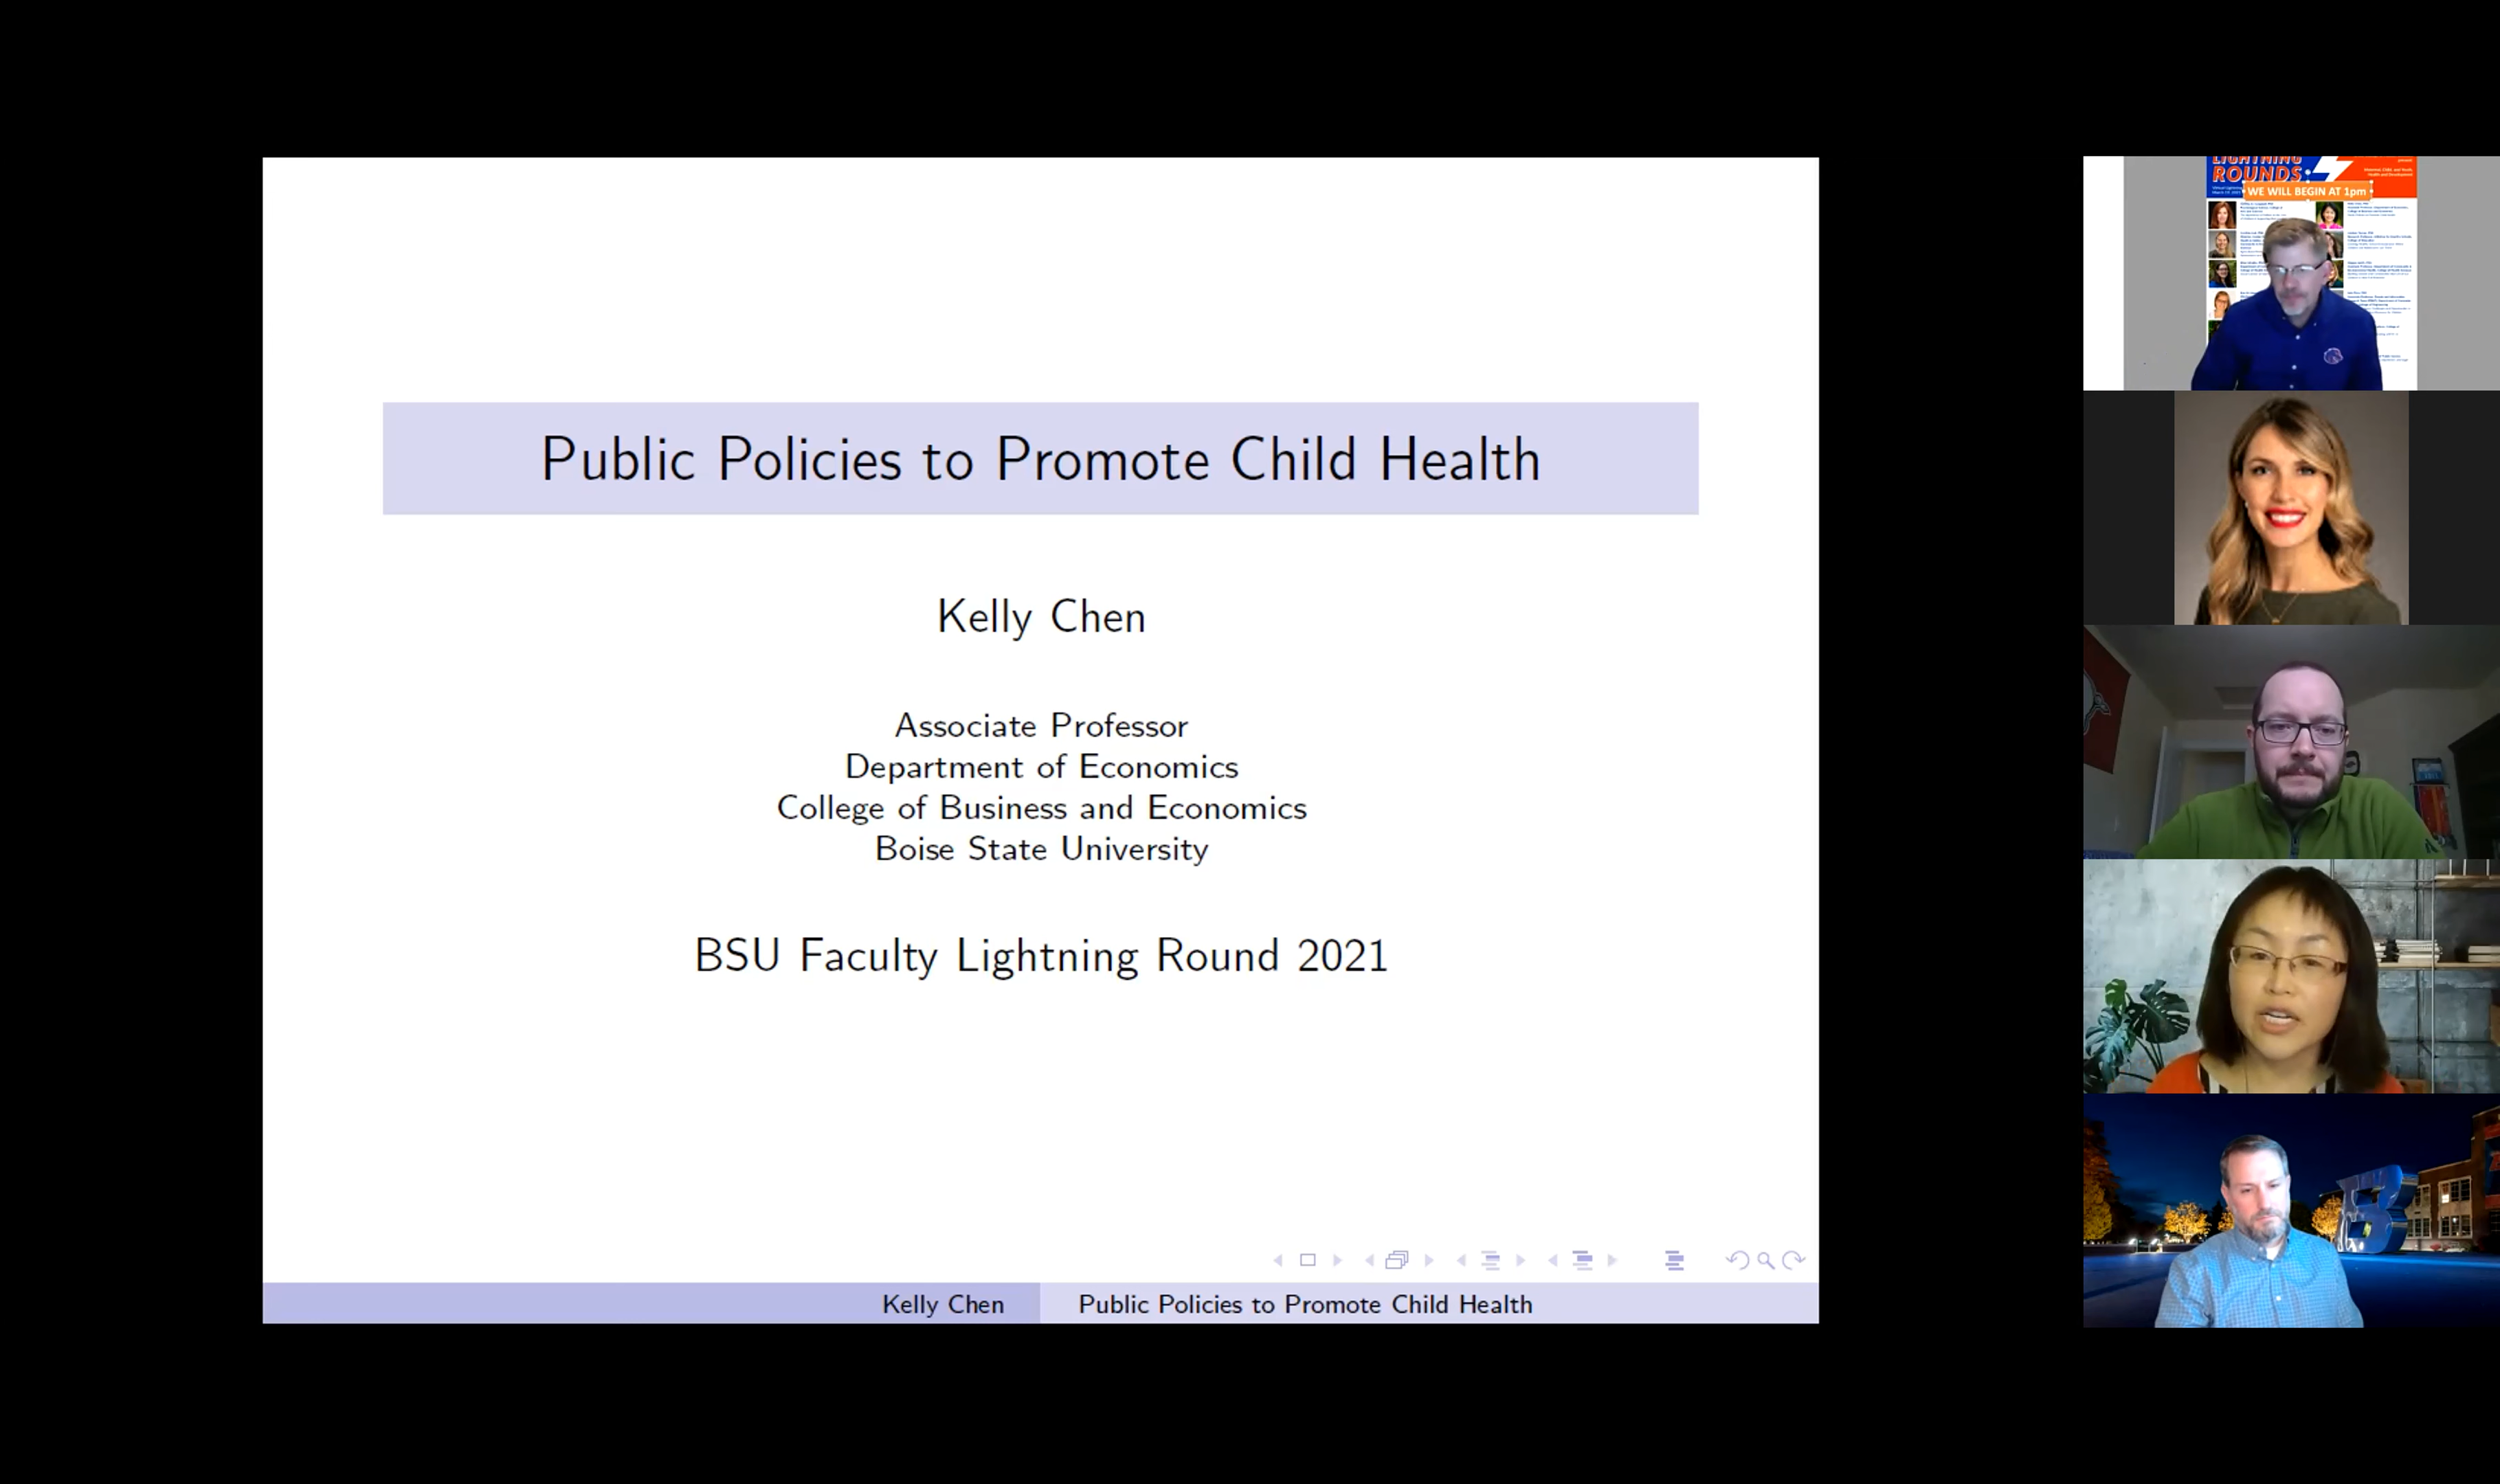 Public Policies to Promote Child Health
Kelly Chen
Associate Professor
Department of Economics
College of Business and Economics
Boise State University
BSU Faculty Lightning Round 2021
Kelly Chen
Public Policies to Promote Child Health
LIGHTNING
ROUNDS
WE WILL BEGIN AT 1pm